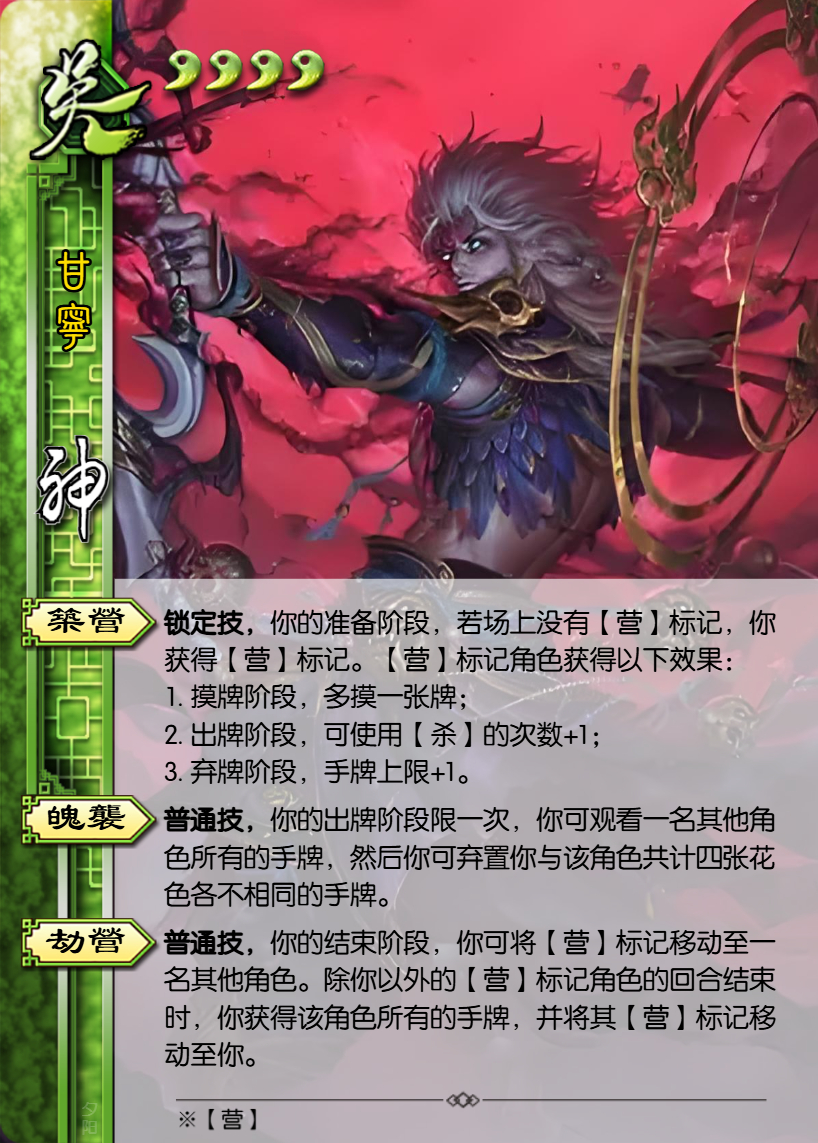 吴
甘寧
神
築營
锁定技，你的准备阶段，若场上没有【营】标记，你
获得【营】标记。【营】标记角色获得以下效果：
1. 摸牌阶段，多摸一张牌；
2. 出牌阶段，可使用【杀】的次数+1；
3. 弃牌阶段，手牌上限+1。
魄襲
普通技，你的出牌阶段限一次，你可观看一名其他角
色所有的手牌，然后你可弃置你与该角色共计四张花
色各不相同的手牌。
劫營
普通技，你的结束阶段，你可将【营】标记移动至一
名其他角色。除你以外的【营】标记角色的回合结束
时，你获得该角色所有的手牌，并将其【营】标记移
动至你。
※【营】
夕阳